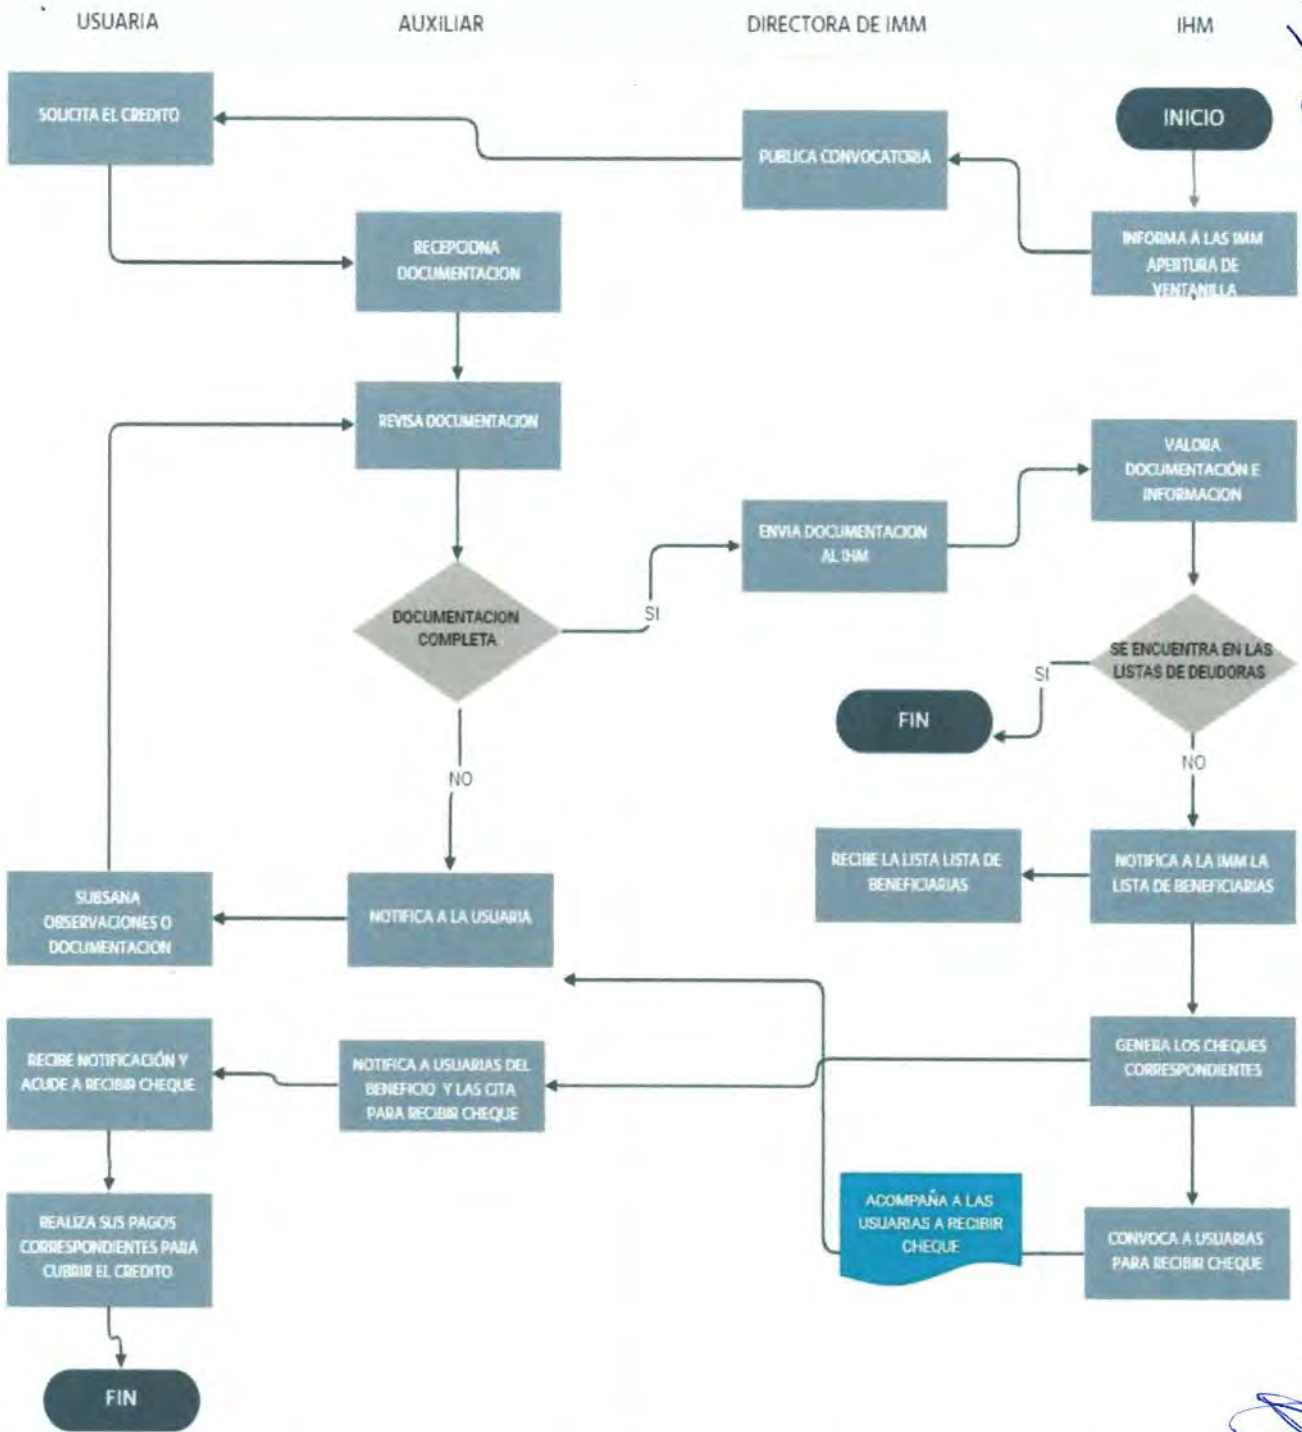 USUARIA
AUXILIAR
DIRECTORA DE IMM
IHM
INICIO
SOLICITA EL CREDITO
PUBLICA CONVOCATORIA
INFORMA A LAS IMM
APERTURA DE
VENTANILLA
RECEPCIONA
DOCUMENTACION
REVISA DOCUMENTACION
VALORA
DOCUMENTACIÓN E
INFORMACION
ENVIA DOCUMENTACION
AL IHM
DOCUMENTACION
COMPLETA
SI
SE ENCUENTRA EN LAS
LISTAS DE DEUDORAS
SI
FIN
NO
NO
RECIBE LA LISTA LISTA DE
BENEFICIARIAS
NOTIFICA A LA IMM LA
LISTA DE BENEFICIARIAS
SUBSANA
OBSERVACIONES O
DOCUMENTACION
NOTIFICA A LA USUARIA
RECIBE NOTIFICACIÓN Y
ACUDE A RECIBIR CHEQUE
NOTIFICA A USUARIAS DEL
BENEFICIO Y LAS CITA
PARA RECIBIR CHEQUE
GENERA LOS CHEQUES
CORRESPONDIENTES
ACOMPAÑA A LAS
USUARIAS A RECIBIR
CHEQUE
CONVOCA A USUARIAS
PARA RECIBIR CHEQUE
REALIZA SUS PAGOS
CORRESPONDIENTES PARA
CUBRIR EL CREDITO
FIN